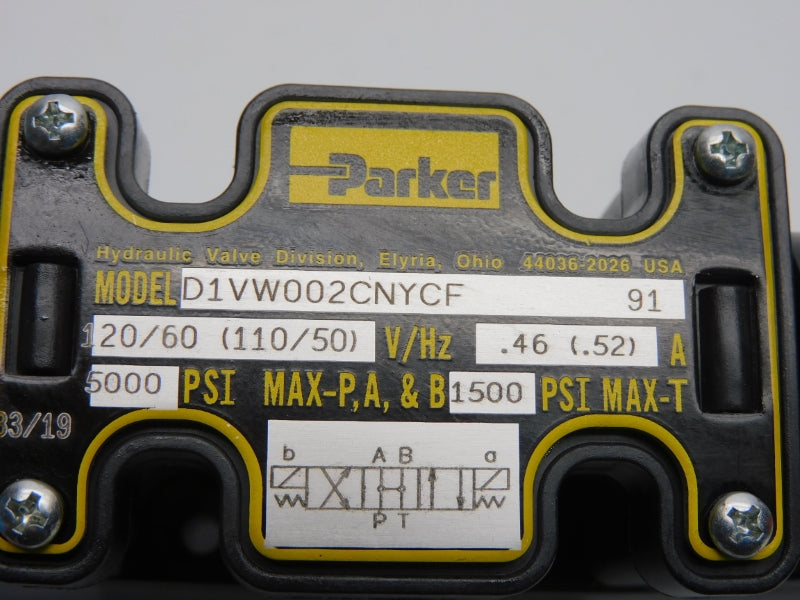 Parker
Hydraulic Valve Division, Elyria, Ohio 44036-2026 USA
MODEL D1VW002CNYCF 91
120/60 (110/50) V/Hz .46 (.52) A
5000 PSI MAX-P,A, & B 1500 PSI MAX-T
33/19
b A B a
P T